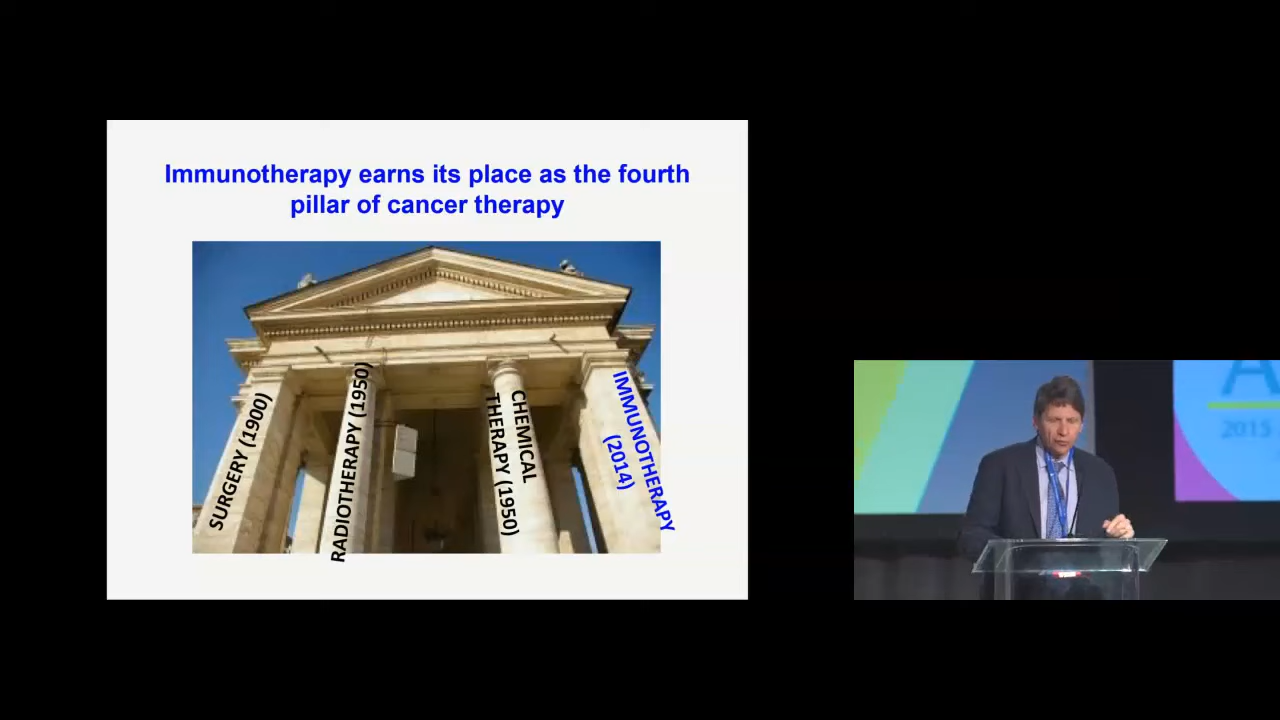 Immunotherapy earns its place as the fourth
pillar of cancer therapy
SURGERY (1900)
RADIOTHERAPY (1950)
CHEMICAL
THERAPY (1950)
IMMUNOTHERAPY
(2014)
2015